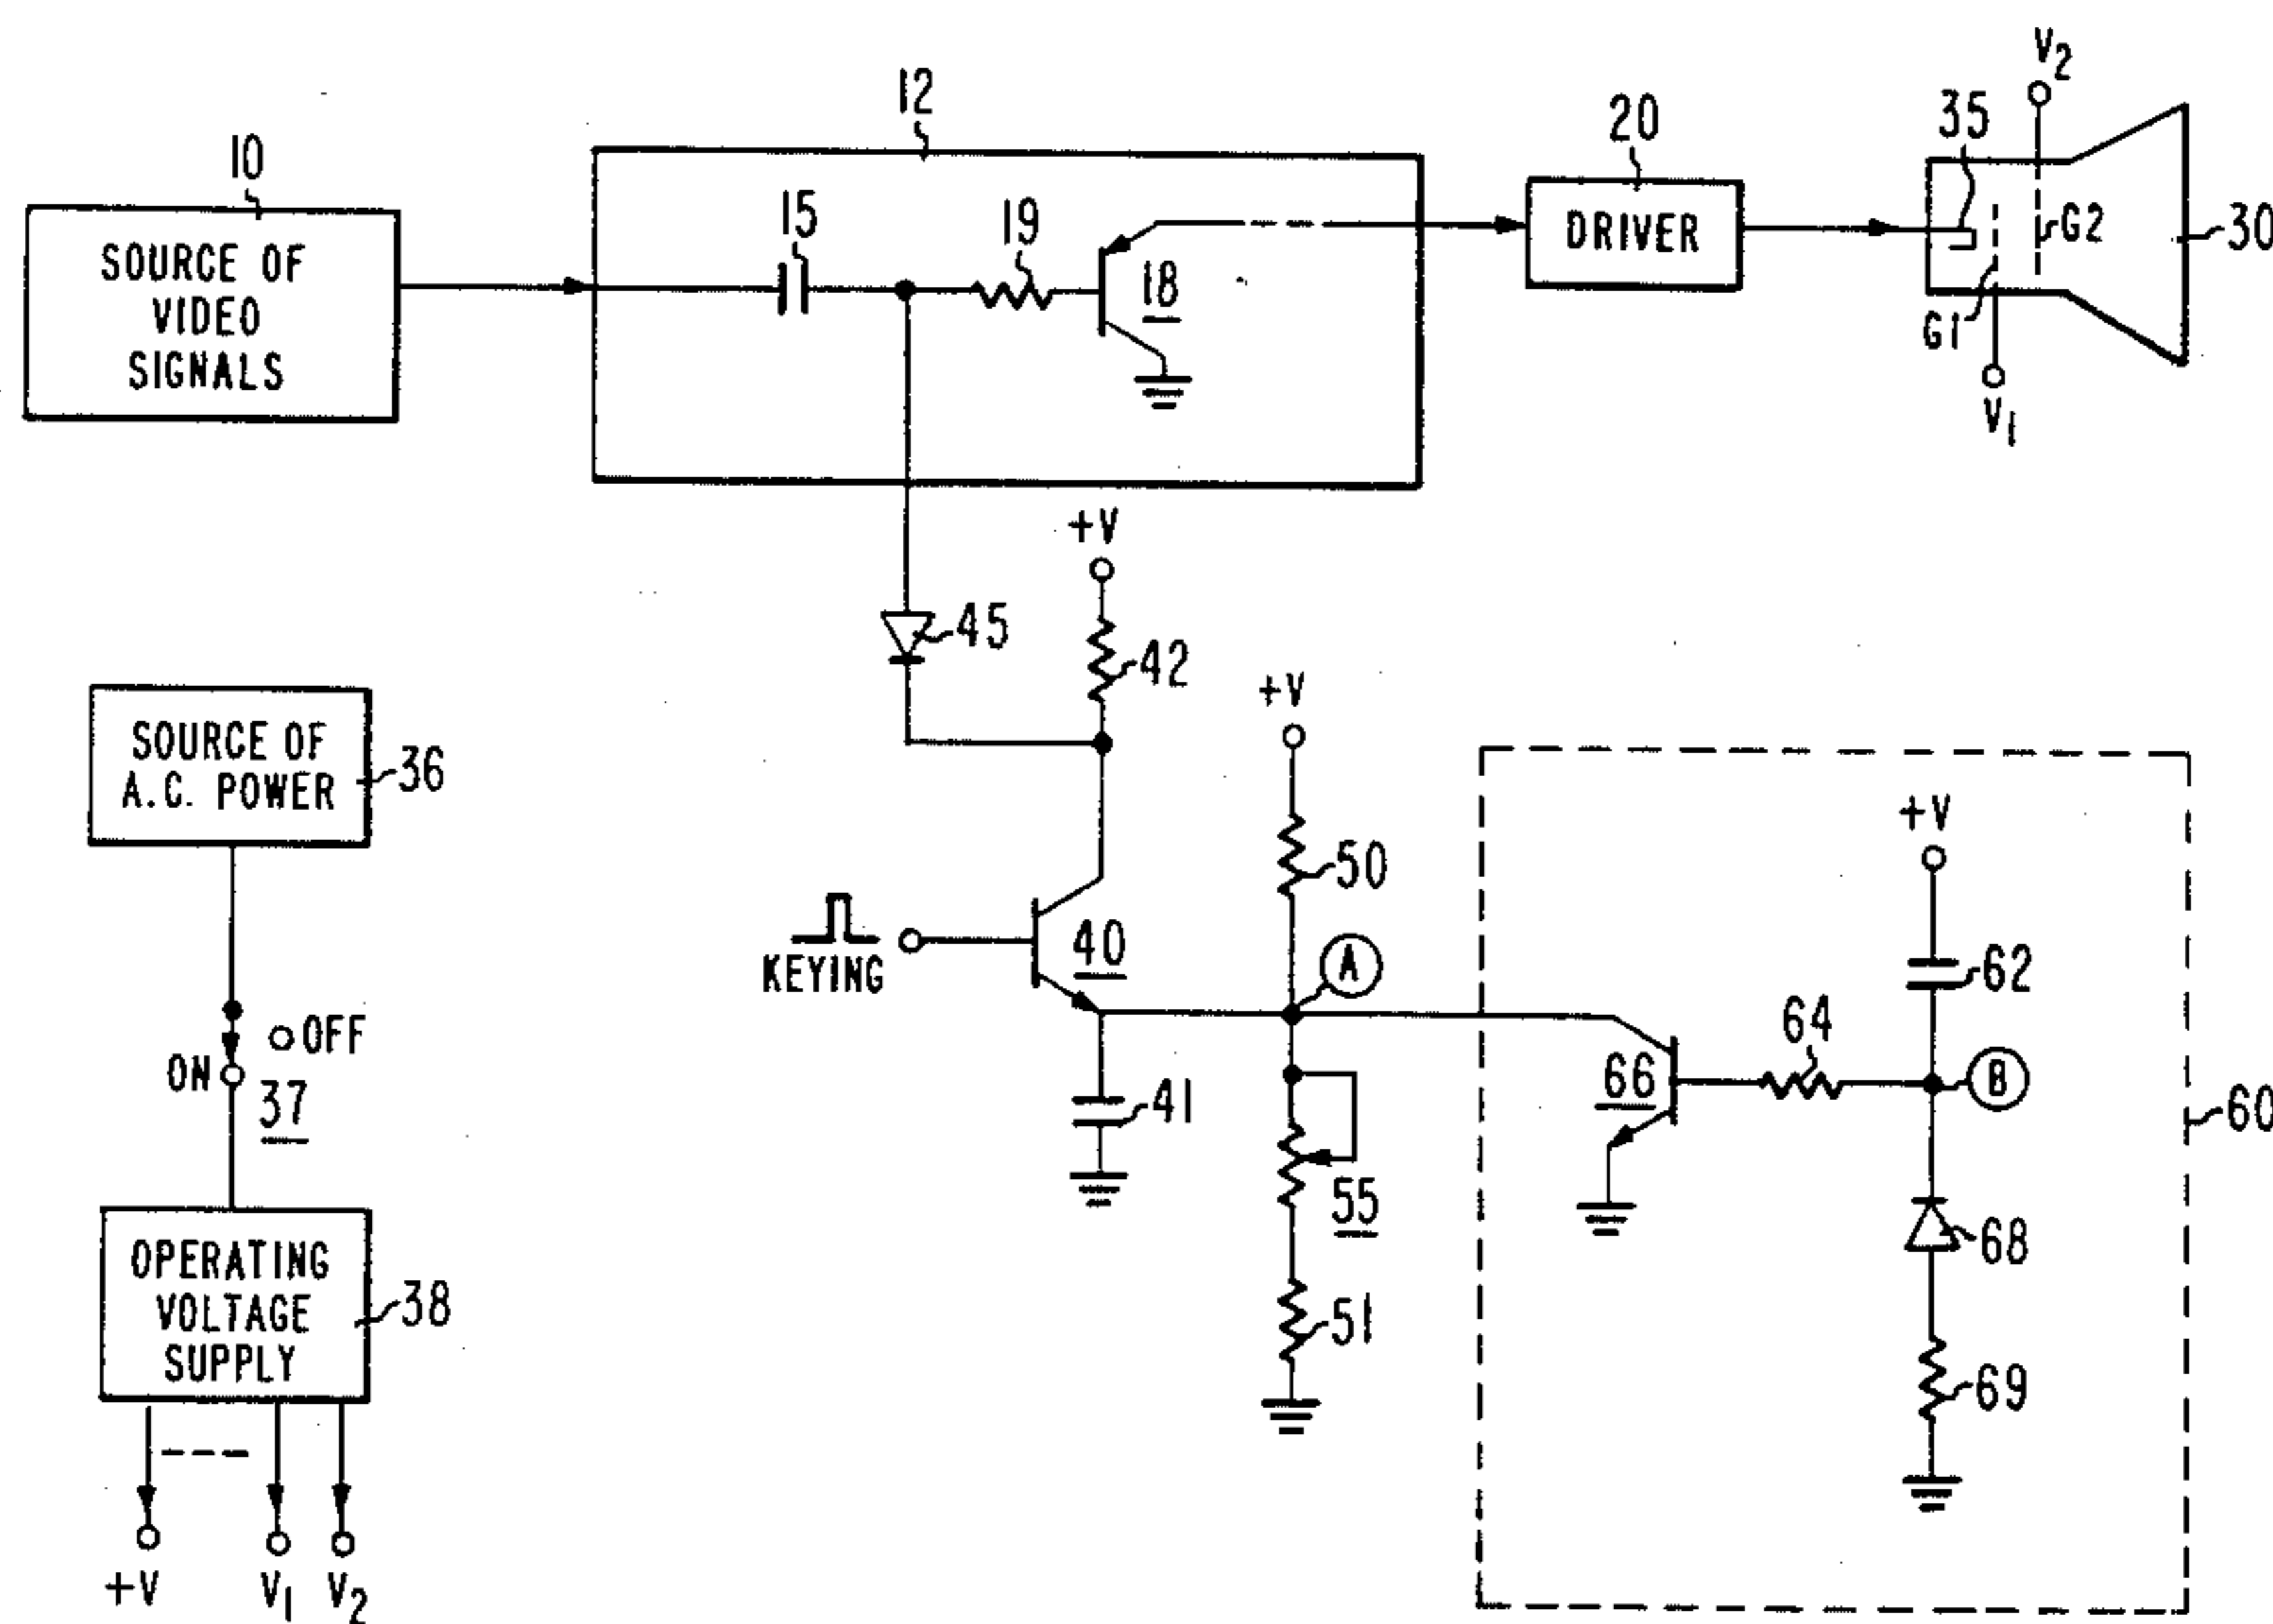 V2
12
35
20
10
15
19
SOURCE OF
VIDEO
SIGNALS
18
DRIVER
G2
30
G1
V1
+V
45
42
+V
SOURCE OF
A.C. POWER
36
+V
50
KEYING
40
A
62
64
OFF
ON
37
41
66
B
60
55
68
OPERATING
VOLTAGE
SUPPLY
38
51
69
+V
V1
V2